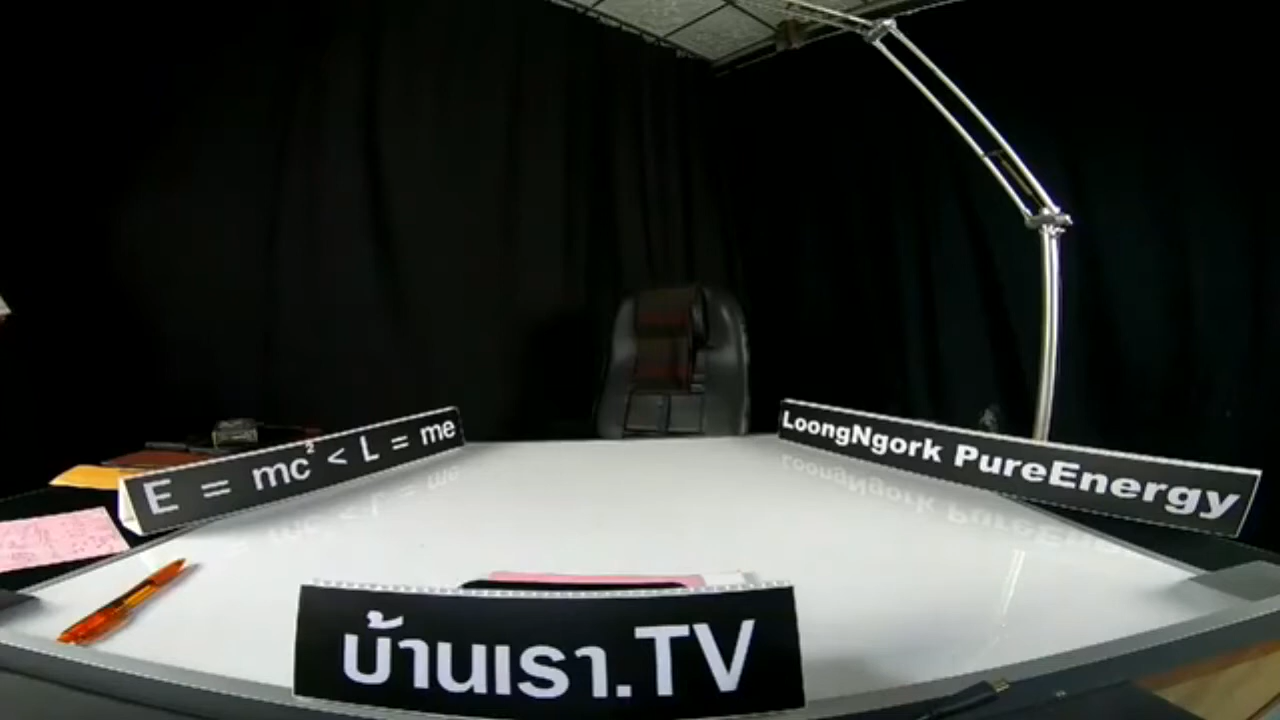 E = mc² < L = me
LoongNgork PureEnergy
บ้านเรา.TV